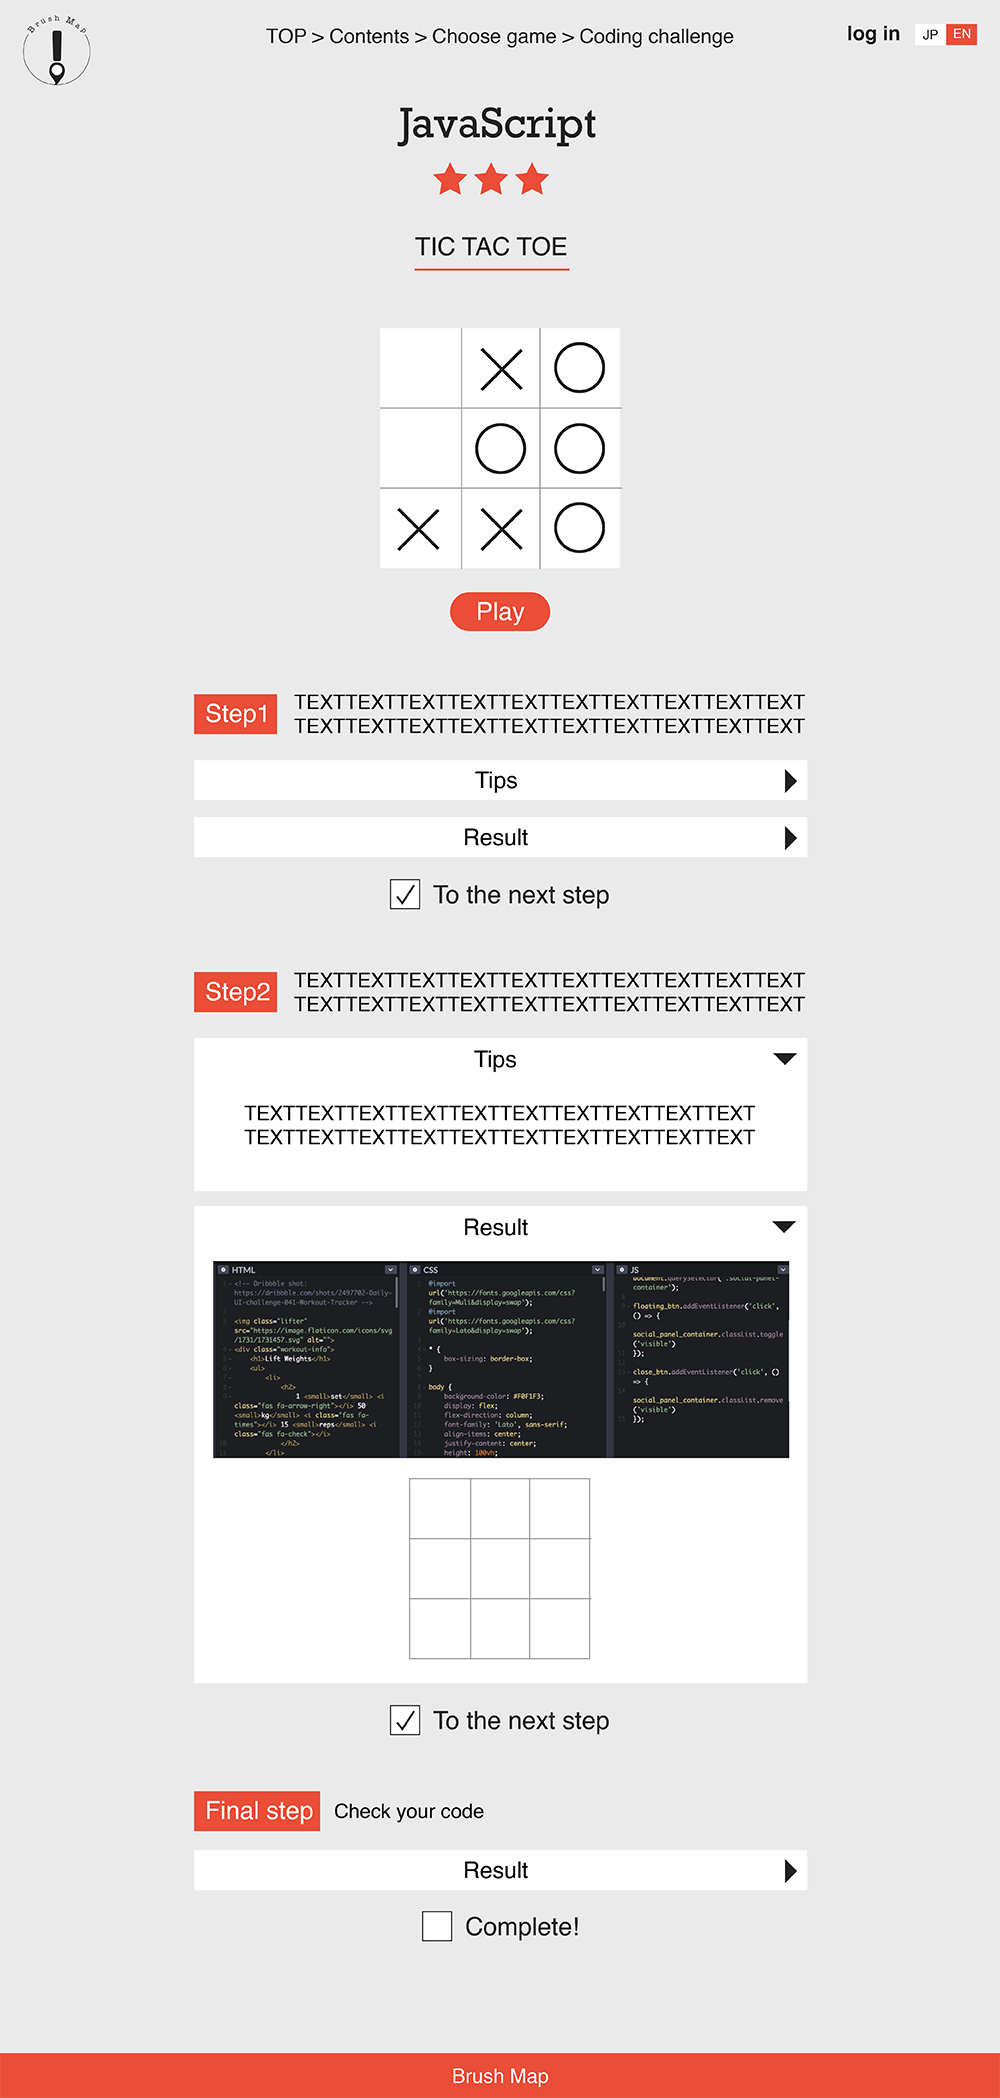 Brush Map
TOP > Contents > Choose game > Coding challenge
log in
JP
EN
JavaScript
TIC TAC TOE
Play
Step1
TEXTTEXTTEXTTEXTTEXTTEXTTEXTTEXTTEXTTEXT
TEXTTEXTTEXTTEXTTEXTTEXTTEXTTEXTTEXTTEXT
Tips
Result
To the next step
Step2
TEXTTEXTTEXTTEXTTEXTTEXTTEXTTEXTTEXTTEXT
TEXTTEXTTEXTTEXTTEXTTEXTTEXTTEXTTEXTTEXT
Tips
TEXTTEXTTEXTTEXTTEXTTEXTTEXTTEXTTEXTTEXT
TEXTTEXTTEXTTEXTTEXTTEXTTEXTTEXTTEXTTEXT
Result
HTML
<!-- Dribbble shot:
https://dribbble.com/shots/2497702-Daily-
UI-challenge-041-Workout-Tracker -->
<img class="lifter"
src="https://image.flaticon.com/icons/svg
/1731/1731457.svg" alt="">
<div class="workout-info">
<h1>Lift Weights</h1>
<ul>
<li>
<h2>
1 <small>set</small> <i
class="fas fa-arrow-right"></i> 50
<small>kg</small> <i class="fas fa-
times"></i> 15 <small>reps</small> <i
class="fas fa-check"></i>
</h2>
</li>
CSS
@import
url('https://fonts.googleapis.com/css?
family=Muli&display=swap');
@import
url('https://fonts.googleapis.com/css?
family=Lato&display=swap');
* {
box-sizing: border-box;
}
body {
background-color: #F0F1F3;
display: flex;
flex-direction: column;
font-family: 'Lato', sans-serif;
align-items: center;
justify-content: center;
height: 100vh;
JS
document.querySelector('.social-panel-
container');
floating_btn.addEventListener('click',
() => {
social_panel_container.classList.toggle
('visible')
});
close_btn.addEventListener('click', ()
=> {
social_panel_container.classList.remove
('visible')
});
To the next step
Final step
Check your code
Result
Complete!
Brush Map